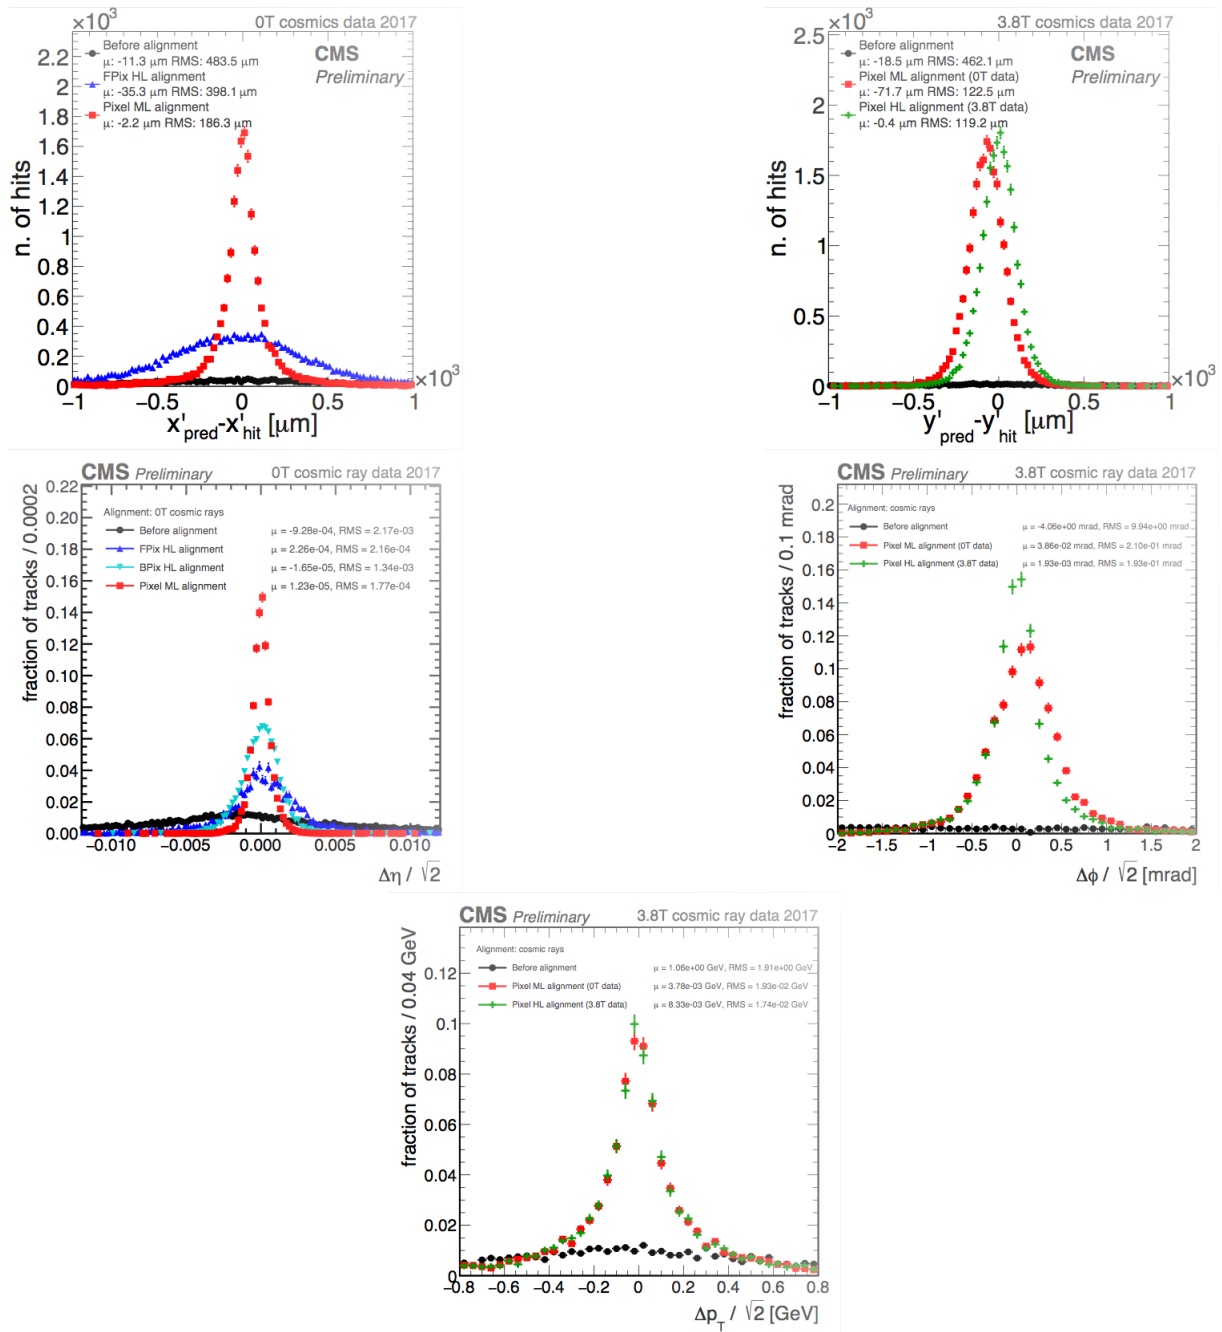 ×10³ 0T cosmics data 2017
Before alignment
μ: -11.3 μm RMS: 483.5 μm
FPix HL alignment
μ: -35.3 μm RMS: 398.1 μm
Pixel ML alignment
μ: -2.2 μm RMS: 186.3 μm
CMS
Preliminary
n. of hits
2.2
2
1.8
1.6
1.4
1.2
1
0.8
0.6
0.4
0.2
0
×10³
−1 −0.5 0 0.5 1
x'pred-x'hit [μm]
×10³ 3.8T cosmics data 2017
Before alignment
μ: -18.5 μm RMS: 462.1 μm
Pixel ML alignment (0T data)
μ: -71.7 μm RMS: 122.5 μm
Pixel HL alignment (3.8T data)
μ: -0.4 μm RMS: 119.2 μm
CMS
Preliminary
n. of hits
2.5
2
1.5
1
0.5
0
×10³
−1 −0.5 0 0.5 1
y'pred-y'hit [μm]
CMS Preliminary 0T cosmic ray data 2017
Alignment: 0T cosmic rays
Before alignment μ = -9.28e-04, RMS = 2.17e-03
FPix HL alignment μ = 2.26e-04, RMS = 2.16e-04
BPix HL alignment μ = -1.65e-05, RMS = 1.34e-03
Pixel ML alignment μ = 1.23e-05, RMS = 1.77e-04
fraction of tracks / 0.0002
0.22
0.20
0.18
0.16
0.14
0.12
0.10
0.08
0.06
0.04
0.02
0.00
−0.010 −0.005 0.000 0.005 0.010
Δη / √2
CMS Preliminary 3.8T cosmic ray data 2017
Alignment: cosmic rays
Before alignment μ = -4.06e+00 mrad, RMS = 9.94e+00 mrad
Pixel ML alignment (0T data) μ = 3.86e-02 mrad, RMS = 2.10e-01 mrad
Pixel HL alignment (3.8T data) μ = 1.93e-03 mrad, RMS = 1.93e-01 mrad
fraction of tracks / 0.1 mrad
0.2
0.18
0.16
0.14
0.12
0.1
0.08
0.06
0.04
0.02
0
−2 −1.5 −1 −0.5 0 0.5 1 1.5 2
Δϕ / √2 [mrad]
CMS Preliminary 3.8T cosmic ray data 2017
Alignment: cosmic rays
Before alignment μ = 1.06e+00 GeV, RMS = 1.91e+00 GeV
Pixel ML alignment (0T data) μ = 3.78e-03 GeV, RMS = 1.93e-02 GeV
Pixel HL alignment (3.8T data) μ = 8.33e-03 GeV, RMS = 1.74e-02 GeV
fraction of tracks / 0.04 GeV
0.12
0.1
0.08
0.06
0.04
0.02
0
−0.8 −0.6 −0.4 −0.2 0 0.2 0.4 0.6 0.8
ΔpT / √2 [GeV]